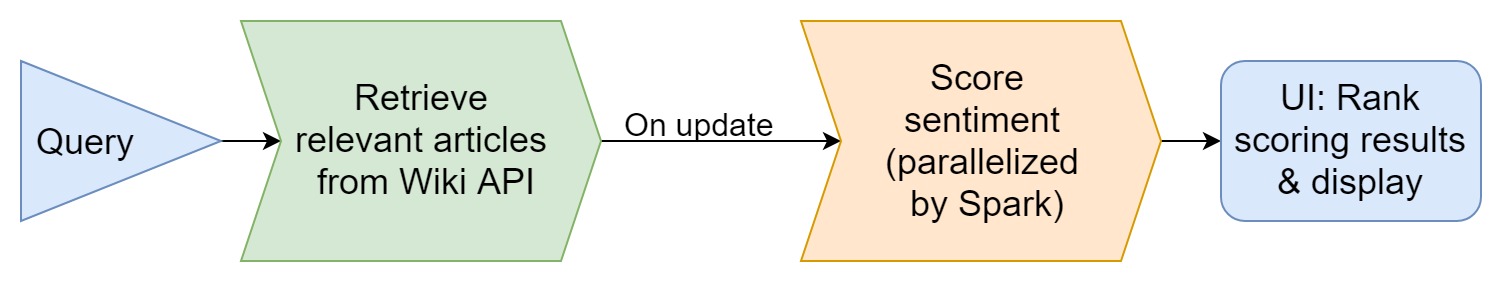 Query
Retrieve
relevant articles
from Wiki API
On update
Score
sentiment
(parallelized
by Spark)
UI: Rank
scoring results
& display